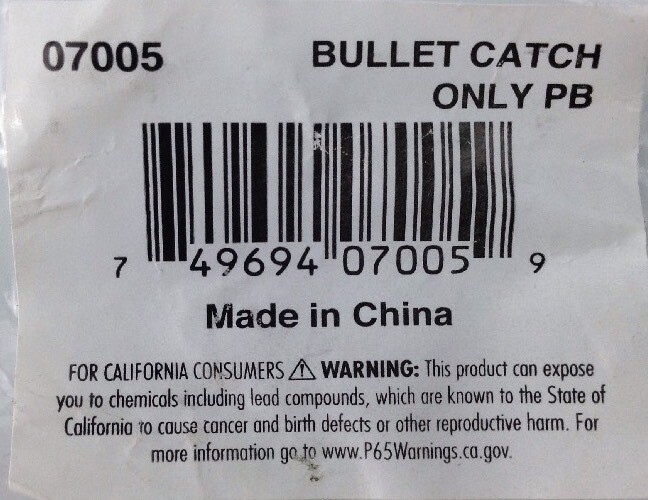 07005 BULLET CATCH
ONLY PB
7 49694 07005 9
Made in China
FOR CALIFORNIA CONSUMERS ⚠ WARNING: This product can expose
you to chemicals including lead compounds, which are known to the State of
California to cause cancer and birth defects or other reproductive harm. For
more information go to www.P65Warnings.ca.gov.